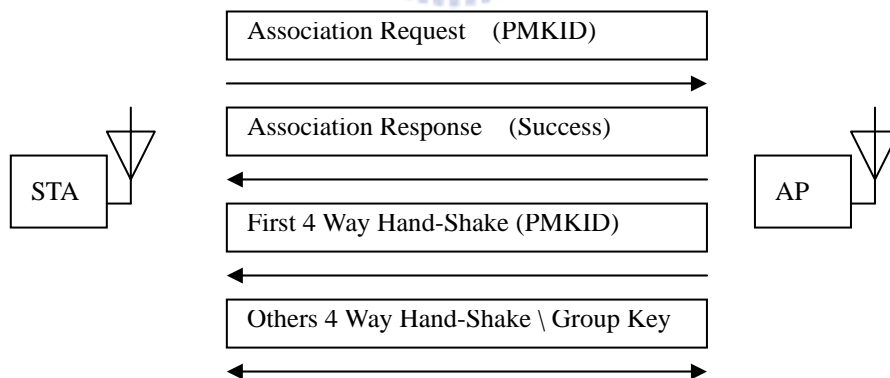 Association Request (PMKID)
Association Response (Success)
STA
AP
First 4 Way Hand-Shake (PMKID)
Others 4 Way Hand-Shake \ Group Key